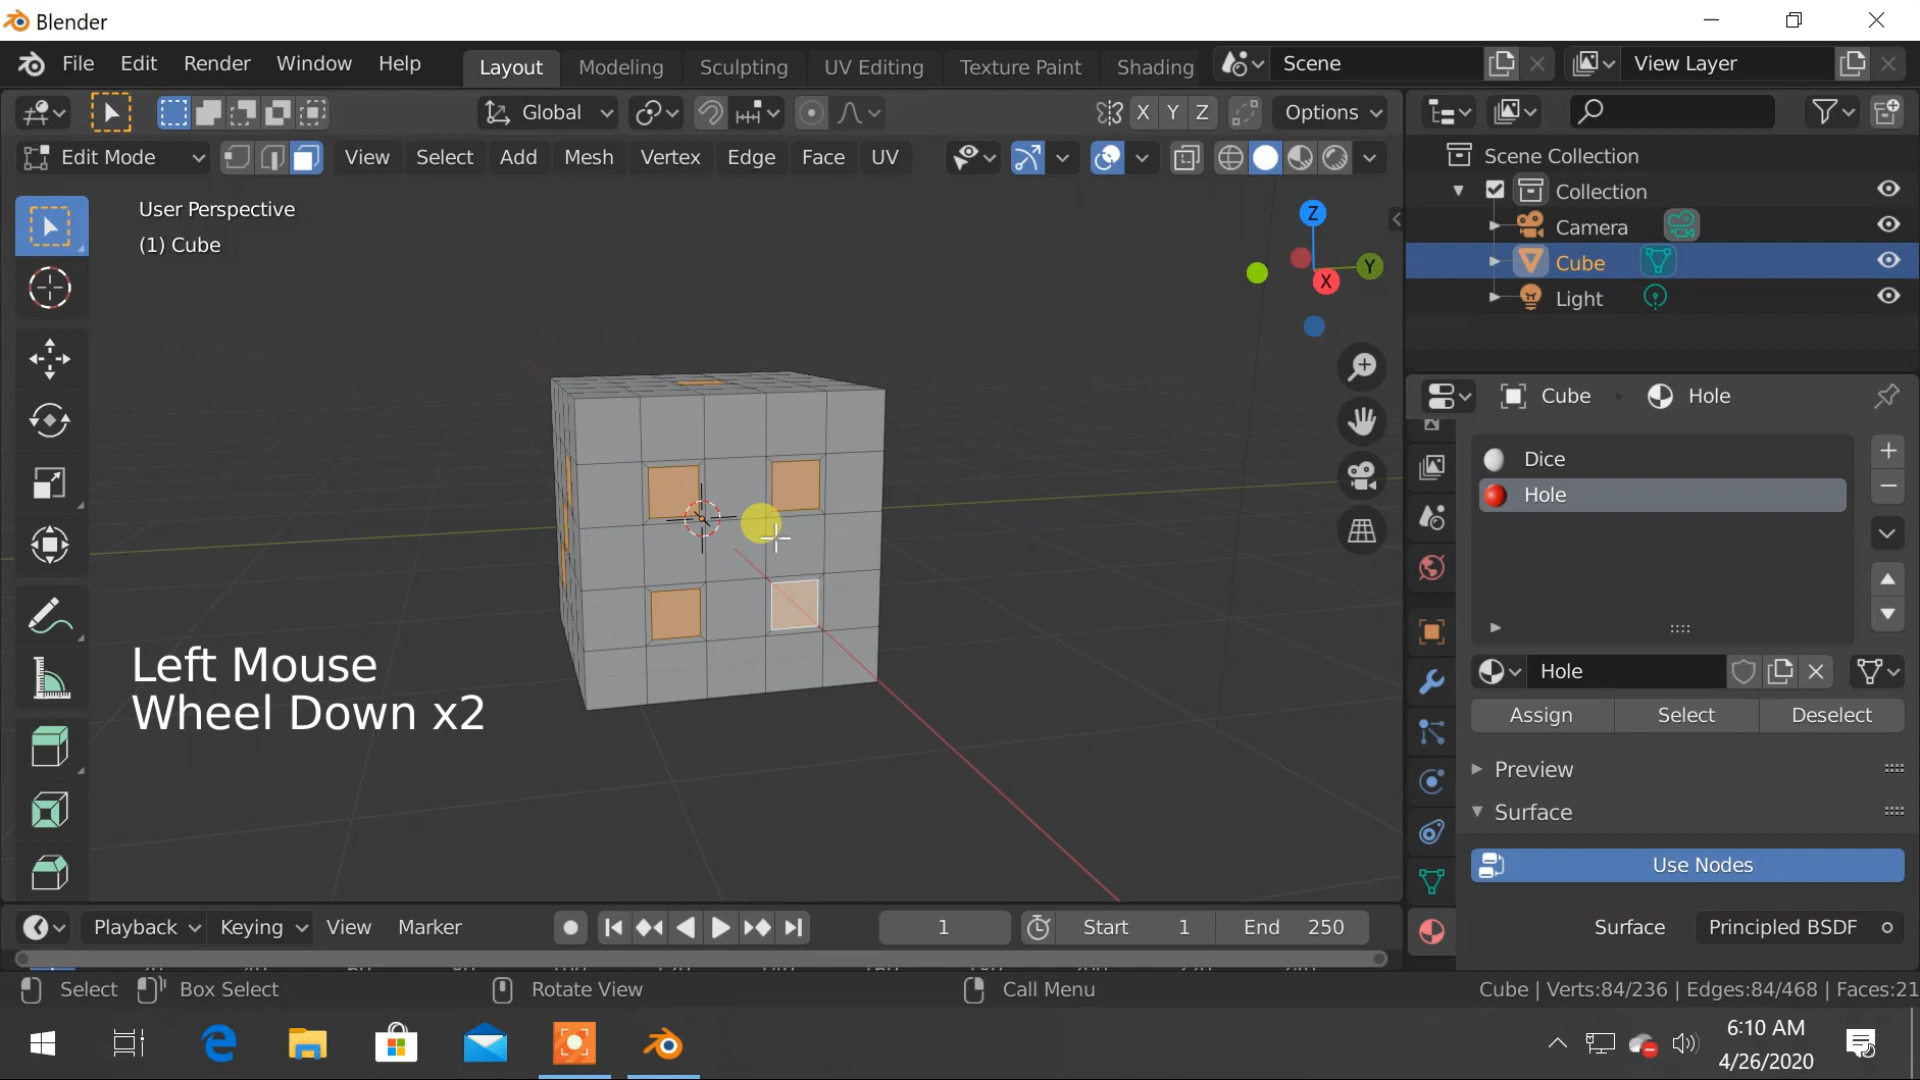 Blender
File Edit Render Window Help Layout Modeling Sculpting UV Editing Texture Paint Shading Scene View Layer
Global X Y Z Options
Edit Mode View Select Add Mesh Vertex Edge Face UV
Scene Collection
Collection
Camera
Cube
Light
User Perspective
(1) Cube
Z
Y
X
Cube Hole
Dice
Hole
Hole
Assign Select Deselect
Preview
Surface
Use Nodes
Surface Principled BSDF
Left Mouse
Wheel Down x2
Playback Keying View Marker 1 Start 1 End 250
Select Box Select Rotate View Call Menu Cube | Verts:84/236 | Edges:84/468 | Faces:21
6:10 AM
4/26/2020